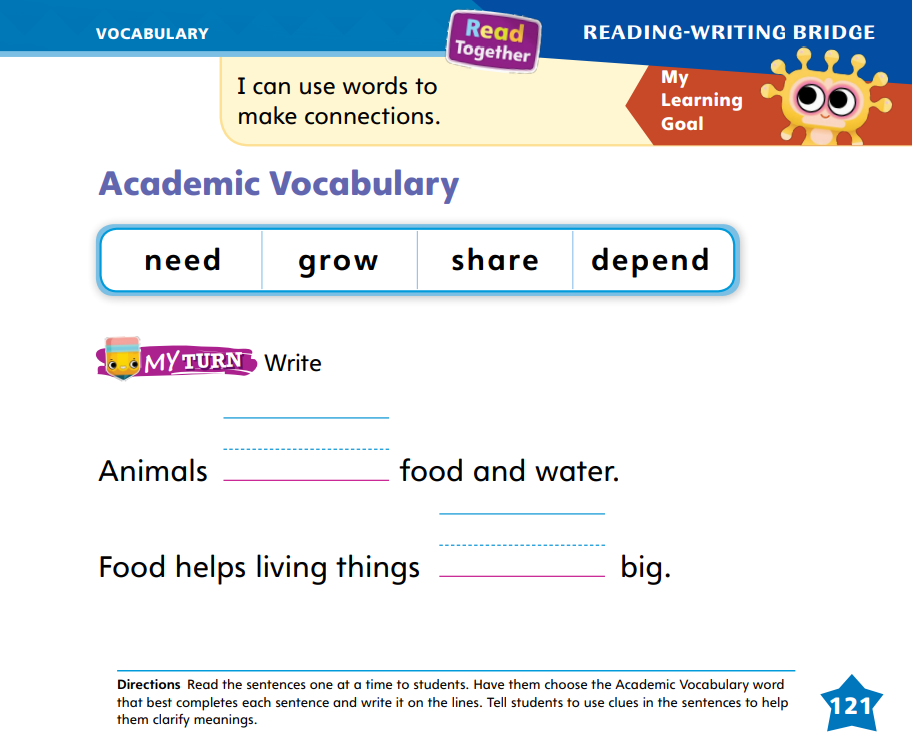 VOCABULARY
Read
Together
READING-WRITING BRIDGE
I can use words to
make connections.
My
Learning
Goal
Academic Vocabulary
need grow share depend
MY TURN Write
Animals food and water.
Food helps living things big.
Directions Read the sentences one at a time to students. Have them choose the Academic Vocabulary word
that best completes each sentence and write it on the lines. Tell students to use clues in the sentences to help
them clarify meanings.
121